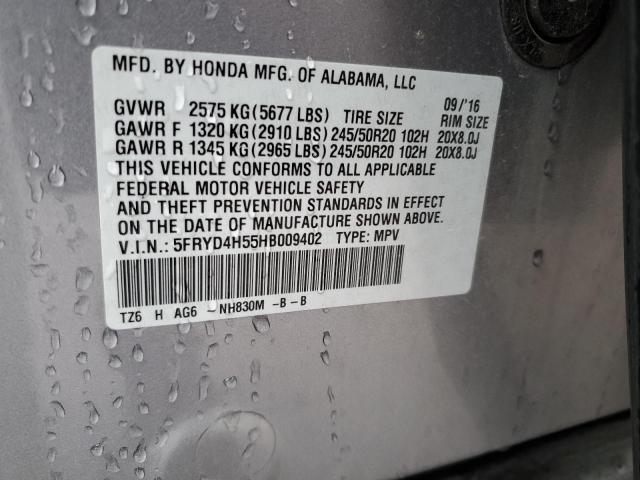 MFD. BY HONDA MFG. OF ALABAMA, LLC
09/'16
GVWR 2575 KG(5677 LBS) TIRE SIZE RIM SIZE
GAWR F 1320 KG(2910 LBS) 245/50R20 102H 20X8.0J
GAWR R 1345 KG(2965 LBS) 245/50R20 102H 20X8.0J
THIS VEHICLE CONFORMS TO ALL APPLICABLE
FEDERAL MOTOR VEHICLE SAFETY
AND THEFT PREVENTION STANDARDS IN EFFECT
ON THE DATE OF MANUFACTURE SHOWN ABOVE.
V.I.N.: 5FRYD4H55HB009402 TYPE: MPV
TZ6 H AG6 -NH830M -B-B